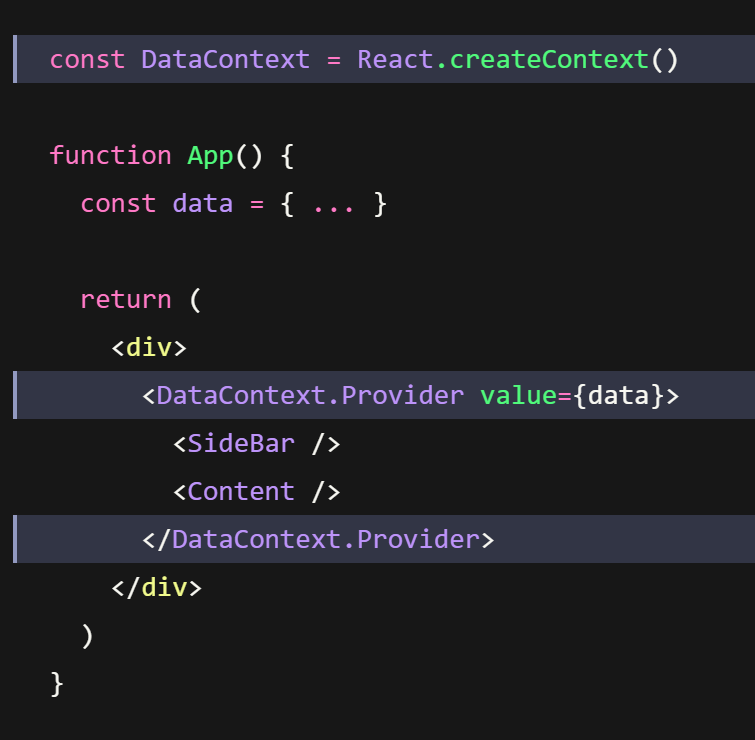 const DataContext = React.createContext()
function App() {
const data = { ... }
return (
<div>
<DataContext.Provider value={data}>
<SideBar />
<Content />
</DataContext.Provider>
</div>
)
}